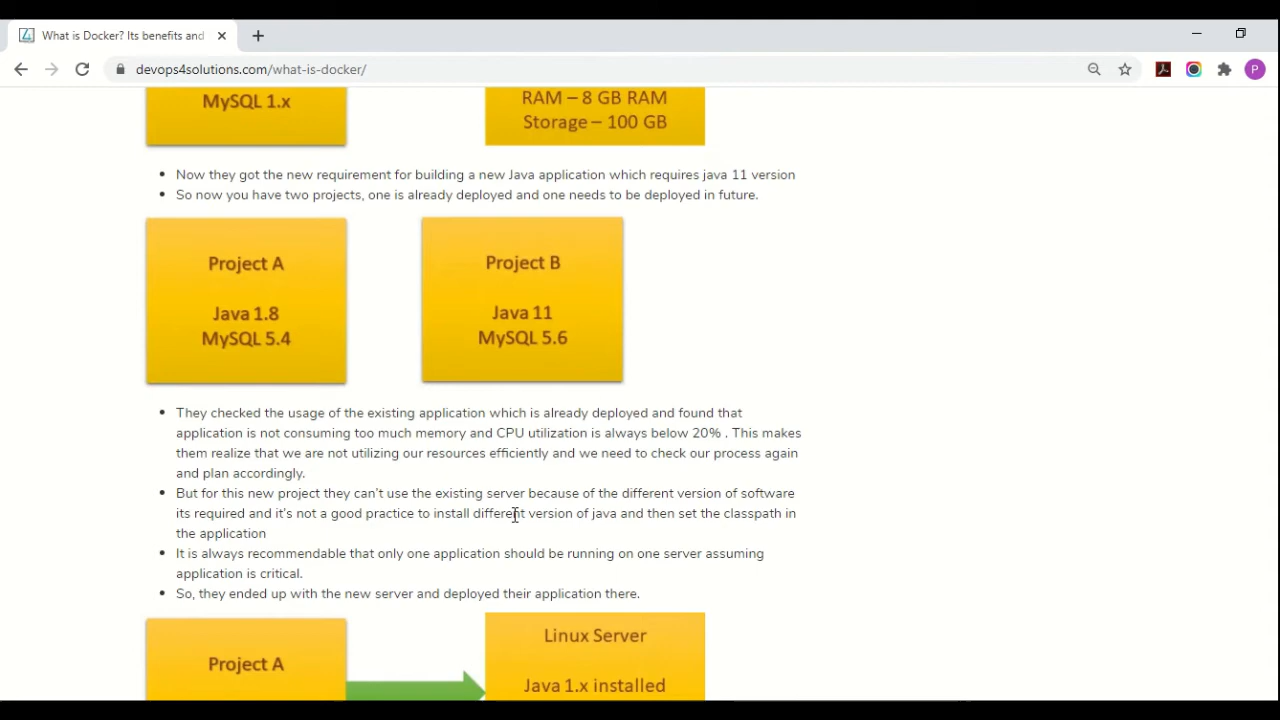 What is Docker? Its benefits and
devops4solutions.com/what-is-docker/
P
MySQL 1.x
RAM – 8 GB RAM
Storage – 100 GB
Now they got the new requirement for building a new Java application which requires java 11 version
So now you have two projects, one is already deployed and one needs to be deployed in future.
Project A
Java 1.8
MySQL 5.4
Project B
Java 11
MySQL 5.6
They checked the usage of the existing application which is already deployed and found that
application is not consuming too much memory and CPU utilization is always below 20% . This makes
them realize that we are not utilizing our resources efficiently and we need to check our process again
and plan accordingly.
But for this new project they can’t use the existing server because of the different version of software
its required and it’s not a good practice to install different version of java and then set the classpath in
the application
It is always recommendable that only one application should be running on one server assuming
application is critical.
So, they ended up with the new server and deployed their application there.
Project A
Linux Server
Java 1.x installed